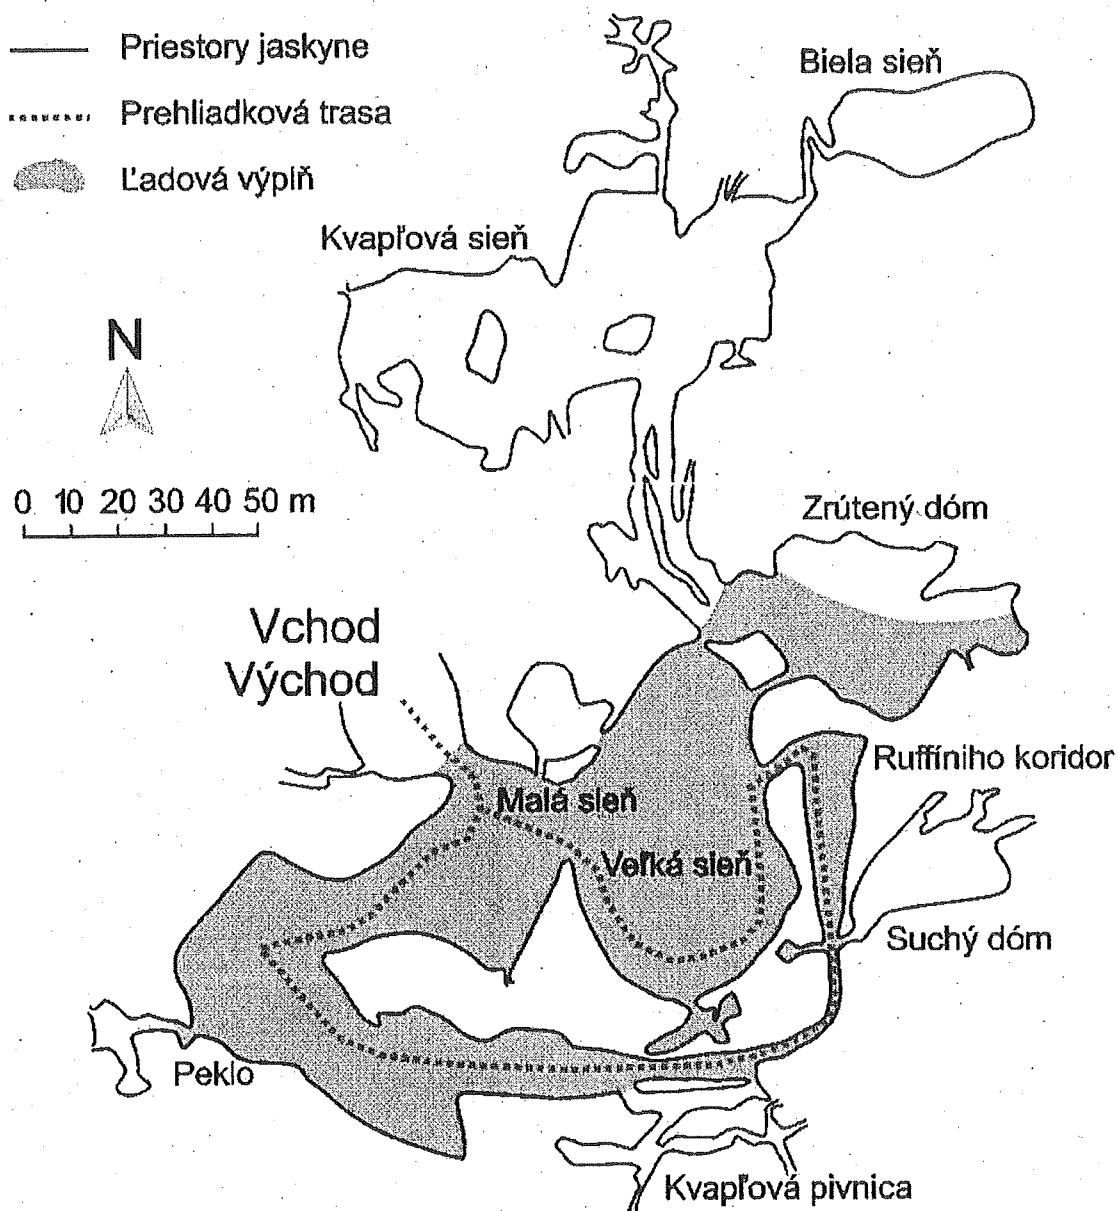 Priestory jaskyne
Prehliadková trasa
Ľadová výplň
Biela sieň
Kvapľová sieň
N
0 10 20 30 40 50 m
Zrútený dóm
Vchod
Východ
Ruffíniho koridor
Malá sieň
Veľká sieň
Suchý dóm
Peklo
Kvapľová pivnica